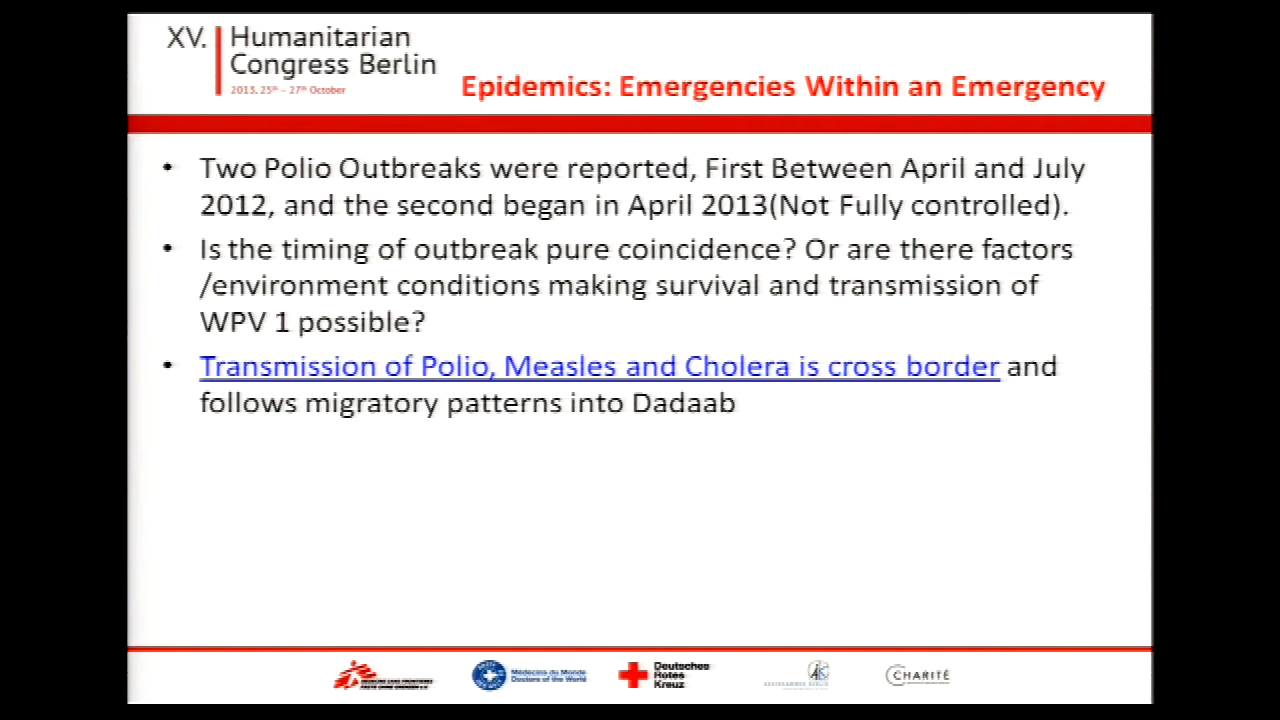 XV.
Humanitarian
Congress Berlin
2013, 25th – 27th October
Epidemics: Emergencies Within an Emergency
• Two Polio Outbreaks were reported, First Between April and July
2012, and the second began in April 2013(Not Fully controlled).
• Is the timing of outbreak pure coincidence? Or are there factors
/environment conditions making survival and transmission of
WPV 1 possible?
• Transmission of Polio, Measles and Cholera is cross border and
follows migratory patterns into Dadaab
Médecins du Monde
Doctors of the World
Deutsches
Rotes
Kreuz
CHARITÉ